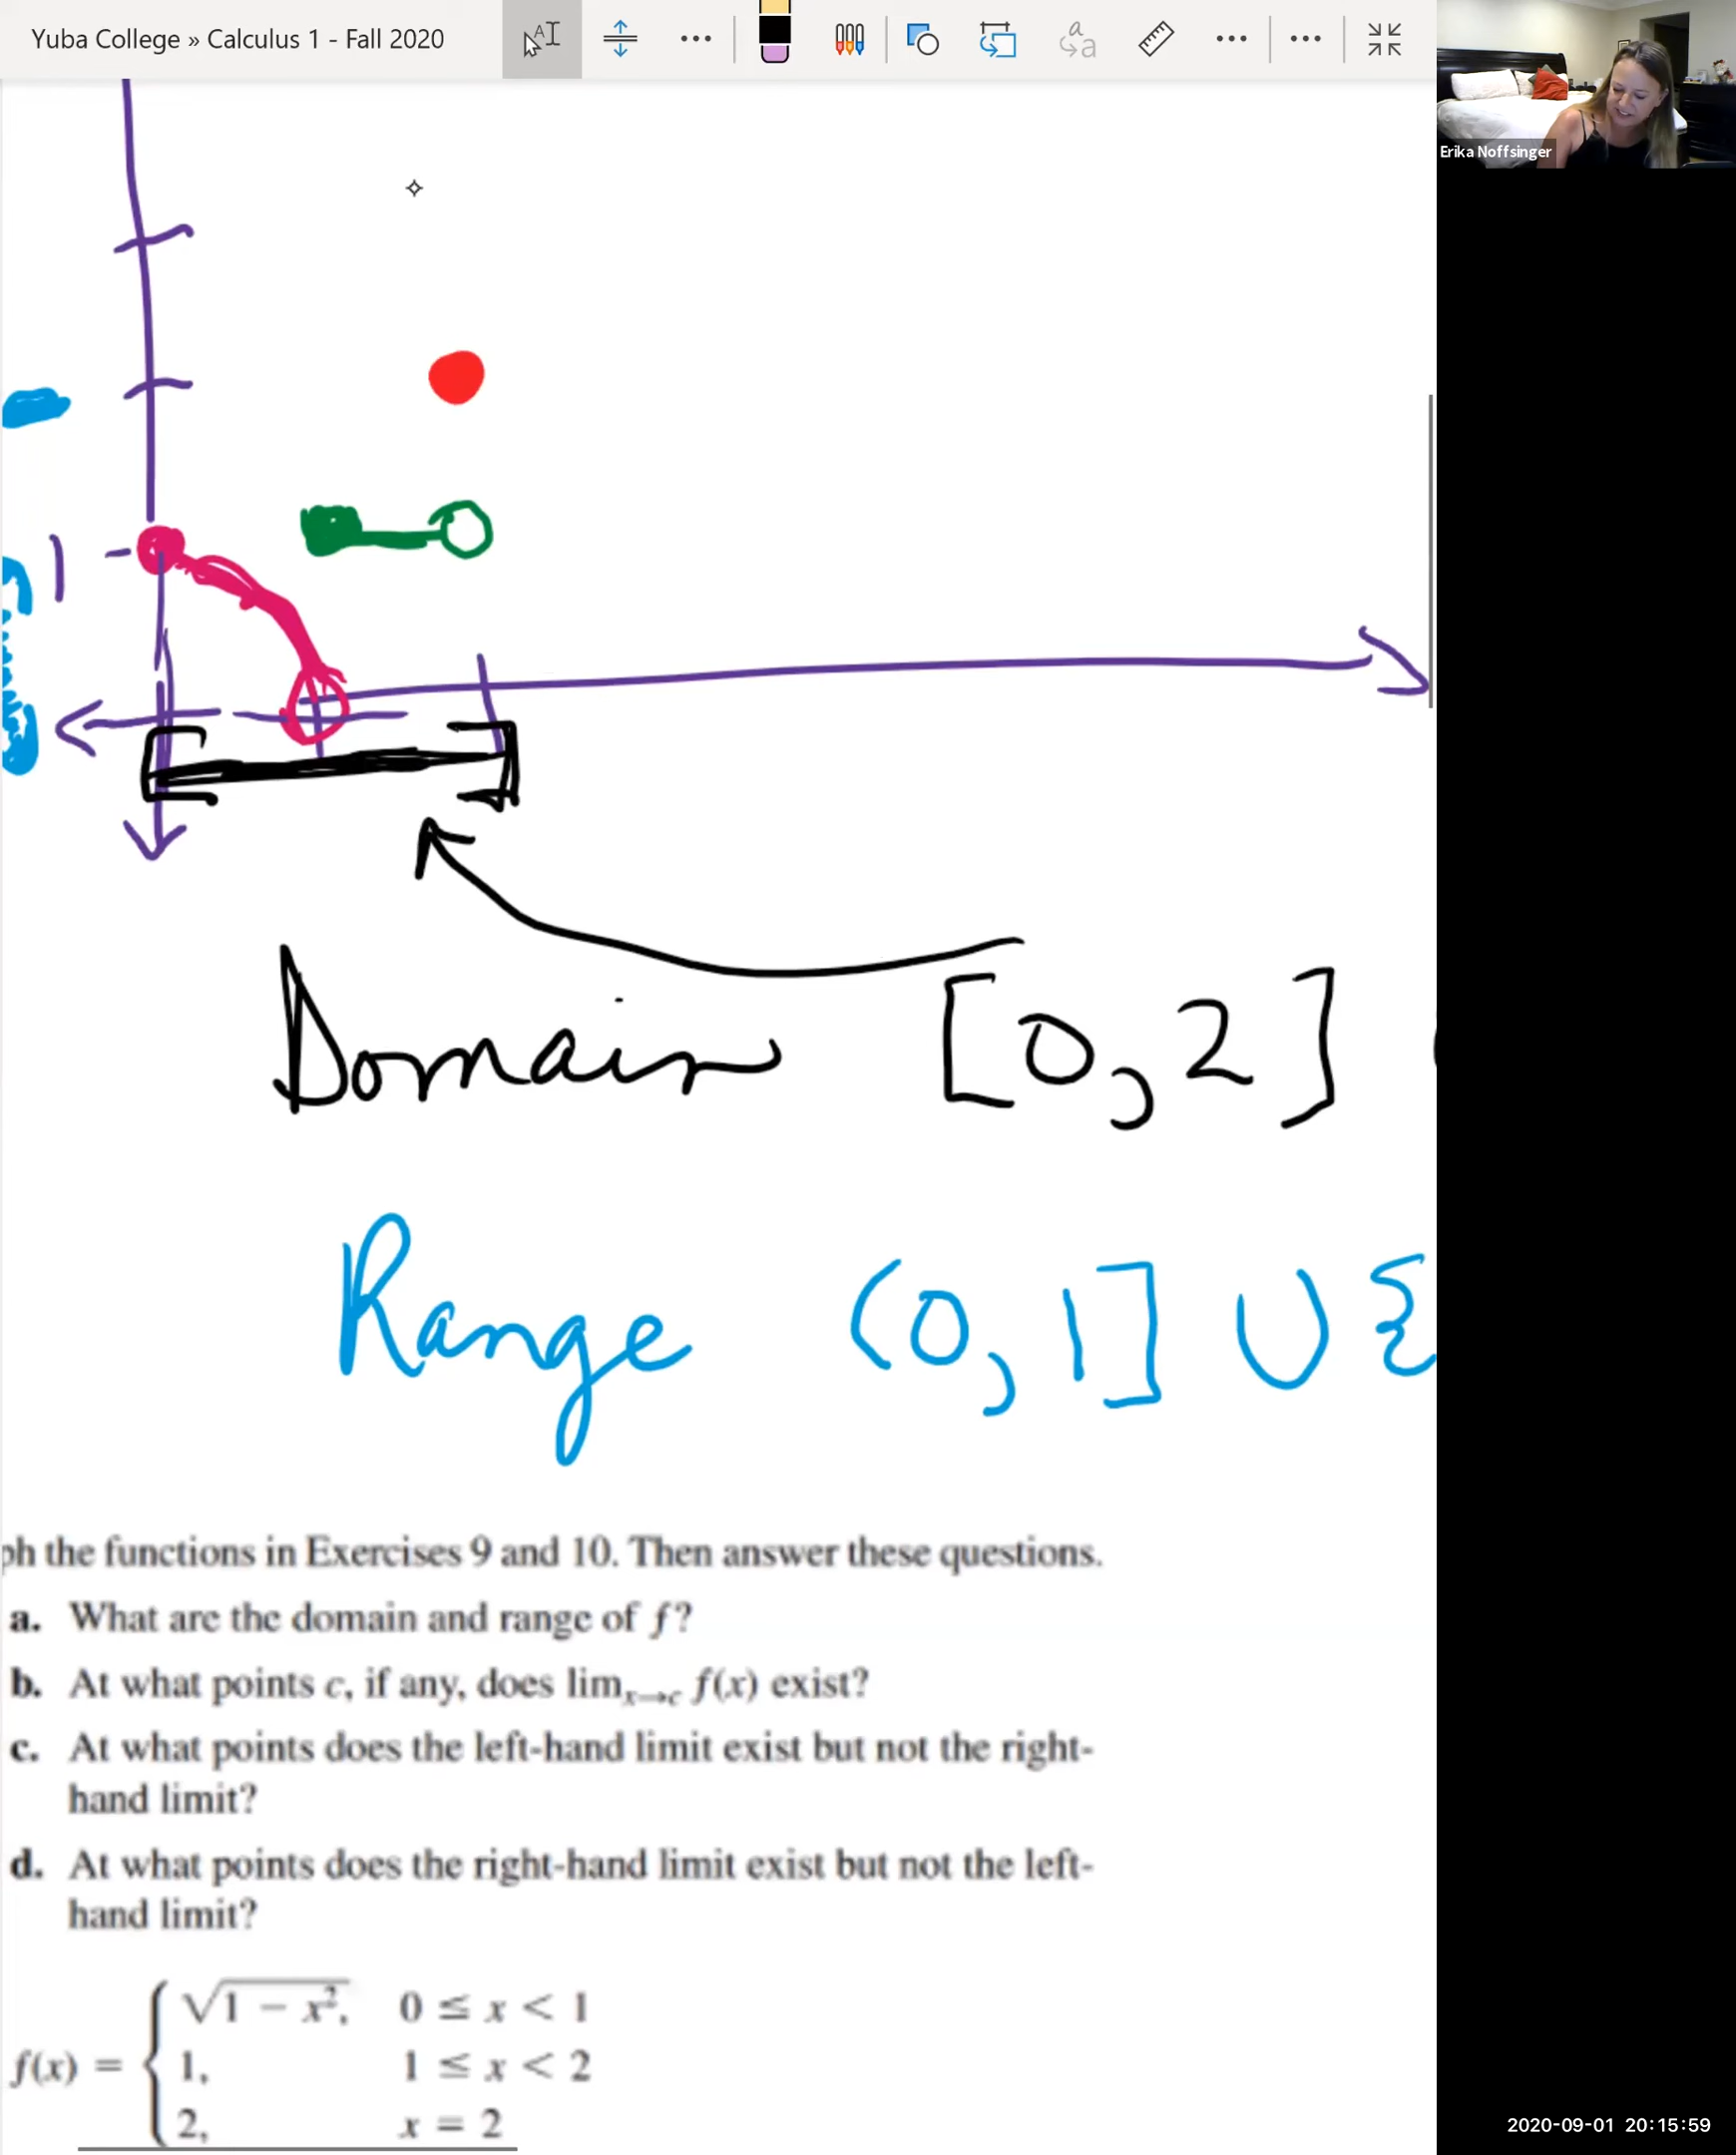 Yuba College » Calculus 1 - Fall 2020
Erika Noffsinger
1
Domain [0,2]
Range (0,1] ∪ {
ph the functions in Exercises 9 and 10. Then answer these questions.
a. What are the domain and range of f?
b. At what points c, if any, does lim x→c f(x) exist?
c. At what points does the left-hand limit exist but not the right-
hand limit?
d. At what points does the right-hand limit exist but not the left-
hand limit?
√1 − x², 0 ≤ x < 1
f(x) = { 1, 1 ≤ x < 2
2, x = 2
2020-09-01 20:15:59